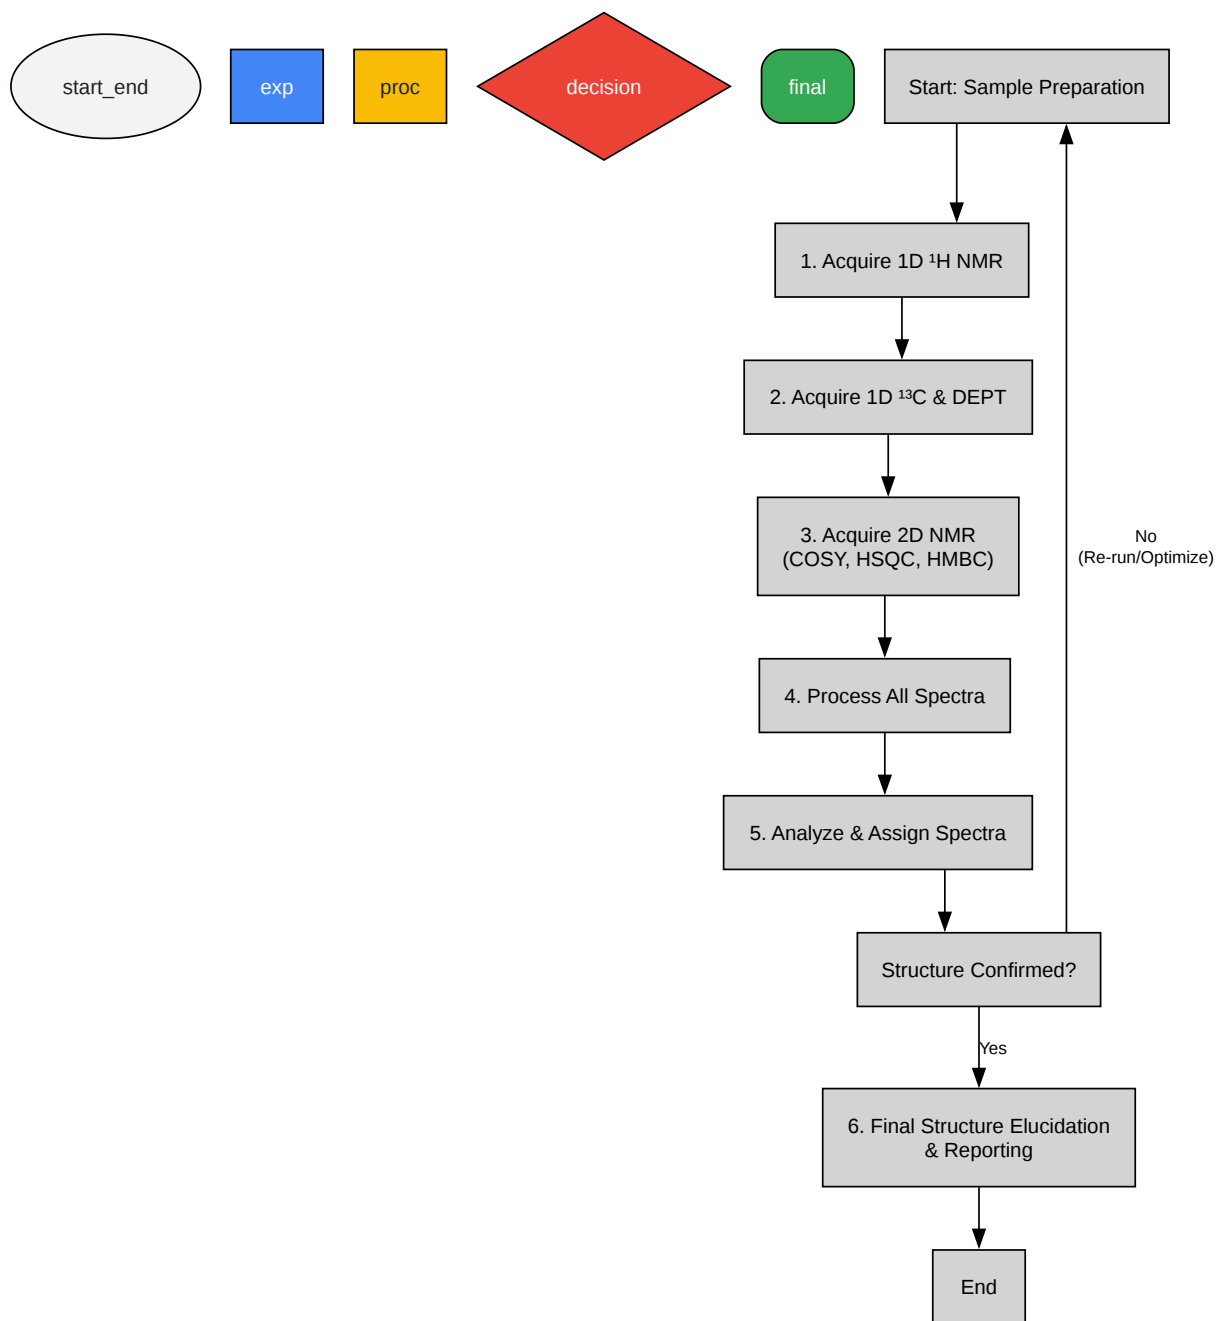 start_end
exp
proc
decision
final
Start: Sample Preparation
1. Acquire 1D ¹H NMR
2. Acquire 1D ¹³C & DEPT
3. Acquire 2D NMR
(COSY, HSQC, HMBC)
No
(Re-run/Optimize)
4. Process All Spectra
5. Analyze & Assign Spectra
Structure Confirmed?
Yes
6. Final Structure Elucidation
& Reporting
End